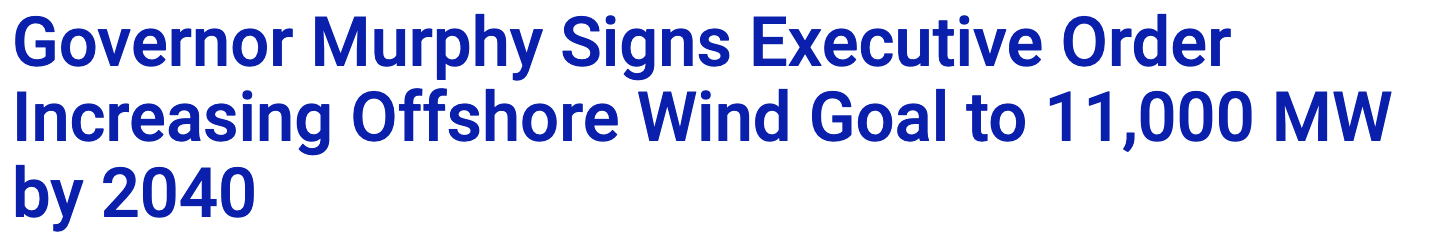 Governor Murphy Signs Executive Order
Increasing Offshore Wind Goal to 11,000 MW
by 2040